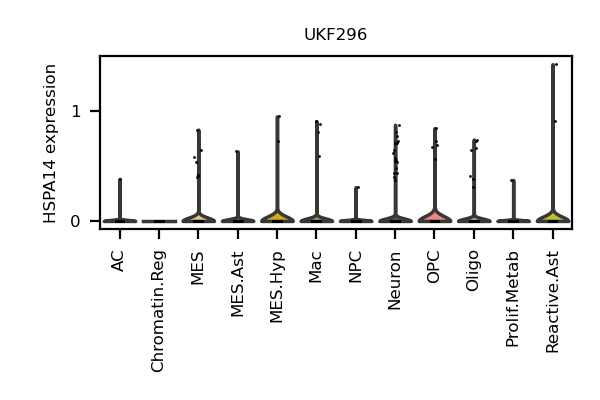 UKF296
HSPA14 expression
1
0
AC
Chromatin.Reg
MES
MES.Ast
MES.Hyp
Mac
NPC
Neuron
OPC
Oligo
Prolif.Metab
Reactive.Ast